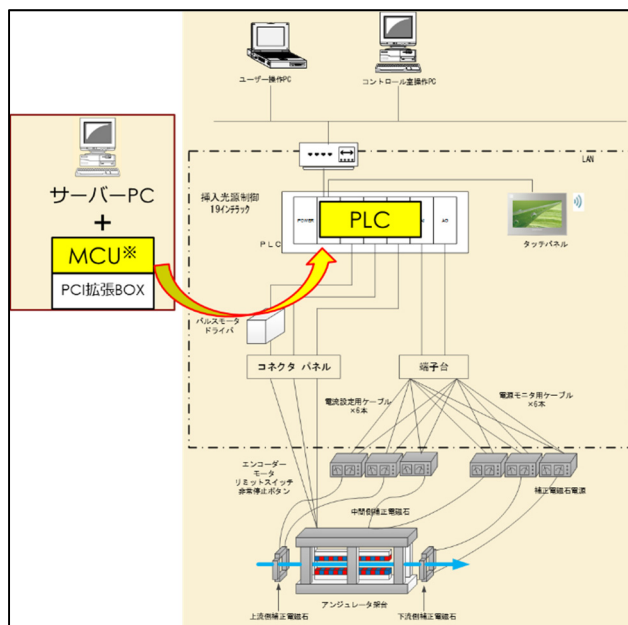 ユーザー操作PC
コントロール室操作PC
LAN
サーバーPC
+
MCU※
PCI拡張BOX
挿入光源制御
19インチラック
POWER
PLC
AD
PLC
タッチパネル
パルスモータ
ドライバ
コネクタ パネル
端子台
電流設定用ケーブル
×6本
電源モニタ用ケーブル
×6本
エンコーダー
モータ
リミットスイッチ
非常停止ボタン
中間側補正電磁石
補正電磁石電源
アンジュレータ架台
上流側補正電磁石
下流側補正電磁石